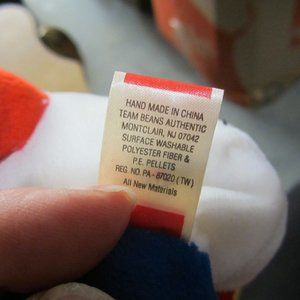 HAND MADE IN CHINA
TEAM BEANS AUTHENTIC
MONTCLAIR, NJ 07042
SURFACE WASHABLE
POLYESTER FIBER &
P.E. PELLETS
REG. NO. PA - 87020 (TW)
All New Materials